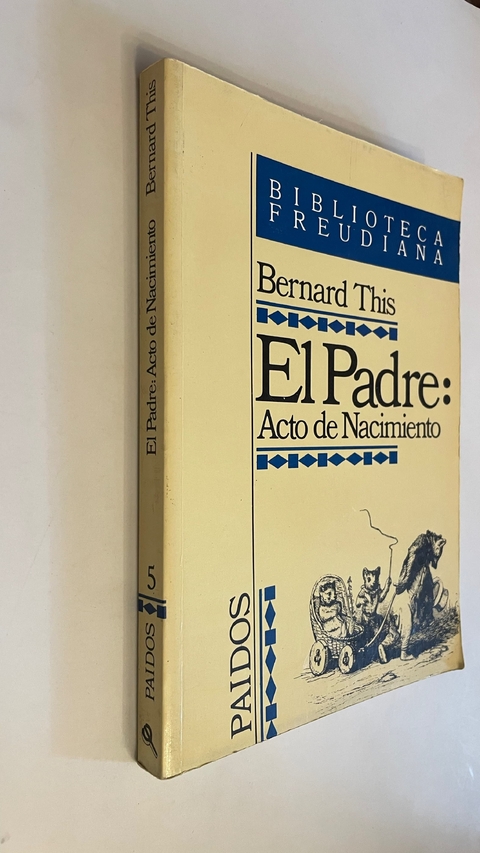 Bernard This
El Padre: Acto de Nacimiento
5
PAIDOS
BIBLIOTECA
FREUDIANA
Bernard This
El Padre:
Acto de Nacimiento
PAIDOS